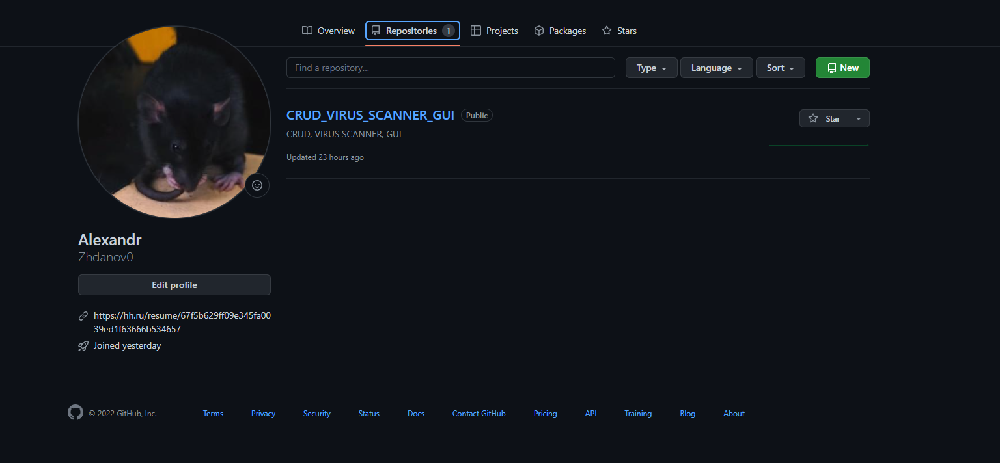 Overview Repositories 1 Projects Packages Stars
Find a repository...
Type Language Sort New
CRUD_VIRUS_SCANNER_GUI Public
Star
CRUD, VIRUS SCANNER, GUI
Updated 23 hours ago
Alexandr
Zhdanov0
Edit profile
https://hh.ru/resume/67f5b629ff09e345fa00
39ed1f63666b534657
Joined yesterday
© 2022 GitHub, Inc. Terms Privacy Security Status Docs Contact GitHub Pricing API Training Blog About